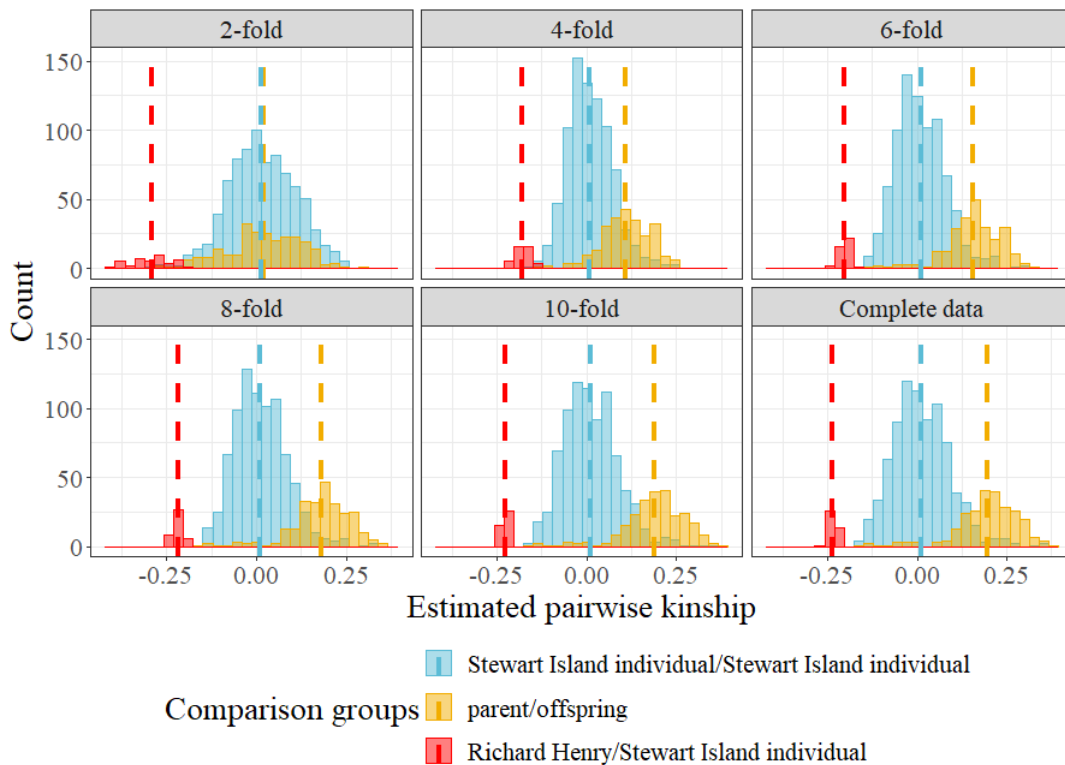 2-fold 4-fold 6-fold
150
100
50
0
8-fold 10-fold Complete data
150
100
50
0
Count
-0.25 0.00 0.25 -0.25 0.00 0.25 -0.25 0.00 0.25
Estimated pairwise kinship
Comparison groups
Stewart Island individual/Stewart Island individual
parent/offspring
Richard Henry/Stewart Island individual